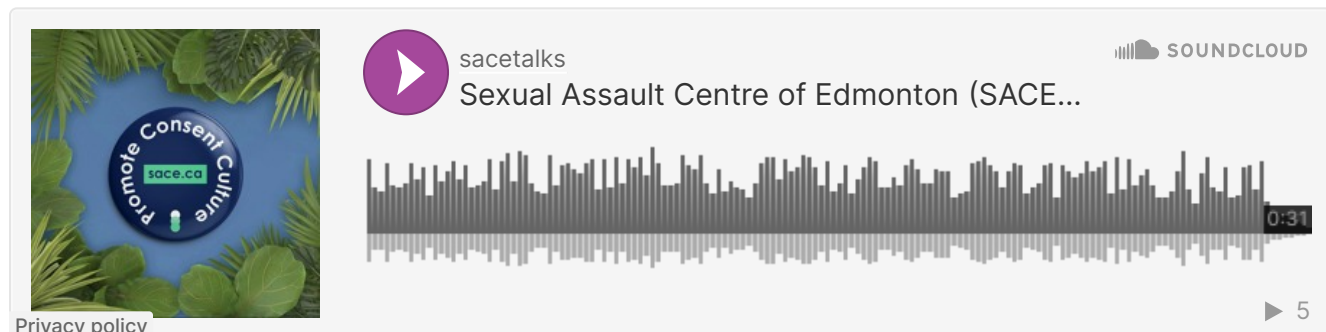 Promote Consent Culture
sace.ca
sacetalks
SOUNDCLOUD
Sexual Assault Centre of Edmonton (SACE...
0:31
5
Privacy policy